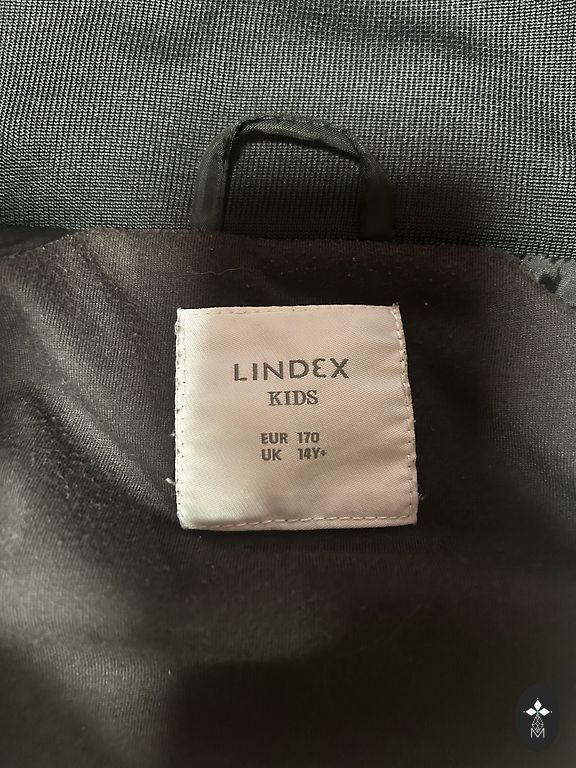 LINDEX
KIDS
EUR 170
UK 14Y+
M